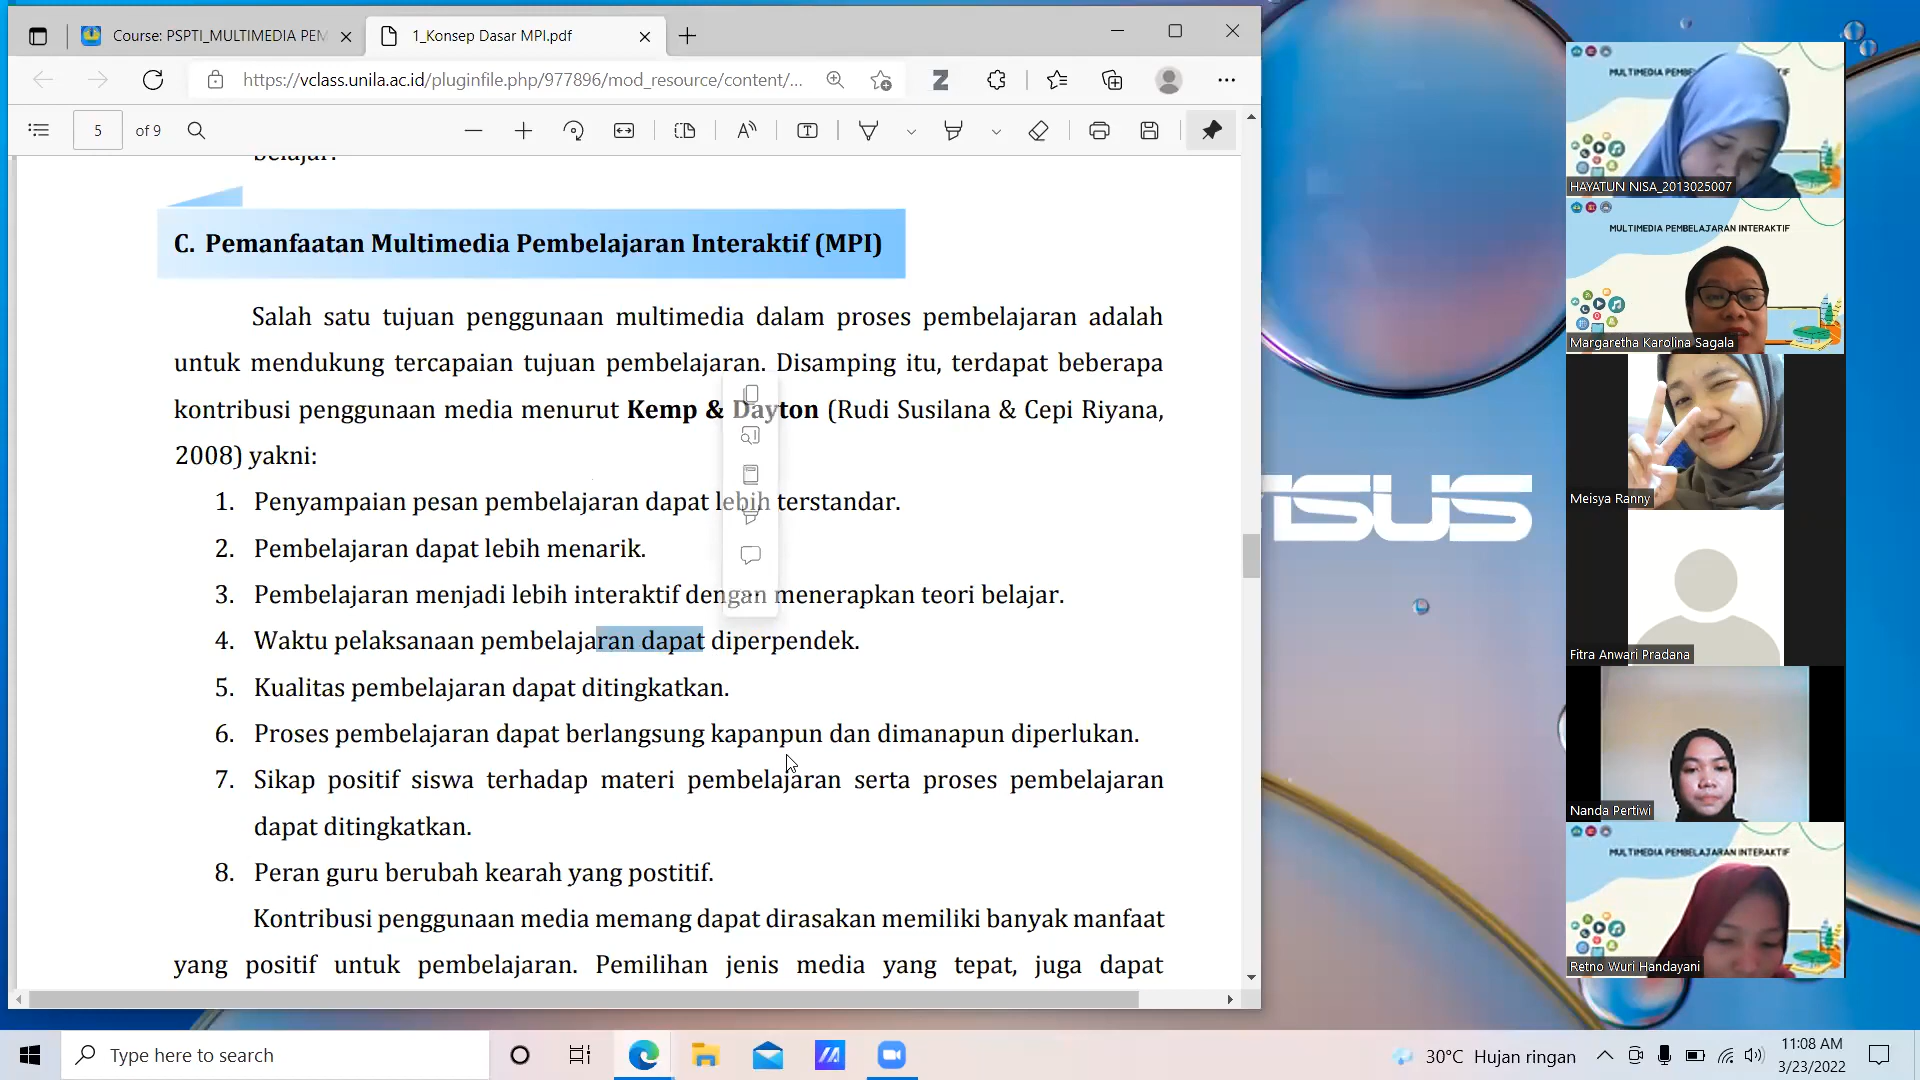 Course: PSPTI_MULTIMEDIA PEM
1_Konsep Dasar MPI.pdf
https://vclass.unila.ac.id/pluginfile.php/977896/mod_resource/content/...
5 of 9
belajar.
C. Pemanfaatan Multimedia Pembelajaran Interaktif (MPI)
Salah satu tujuan penggunaan multimedia dalam proses pembelajaran adalah
untuk mendukung tercapaian tujuan pembelajaran. Disamping itu, terdapat beberapa
kontribusi penggunaan media menurut Kemp & Dayton (Rudi Susilana & Cepi Riyana,
2008) yakni:
1. Penyampaian pesan pembelajaran dapat lebih terstandar.
2. Pembelajaran dapat lebih menarik.
3. Pembelajaran menjadi lebih interaktif dengan menerapkan teori belajar.
4. Waktu pelaksanaan pembelajaran dapat diperpendek.
5. Kualitas pembelajaran dapat ditingkatkan.
6. Proses pembelajaran dapat berlangsung kapanpun dan dimanapun diperlukan.
7. Sikap positif siswa terhadap materi pembelajaran serta proses pembelajaran
dapat ditingkatkan.
8. Peran guru berubah kearah yang postitif.
Kontribusi penggunaan media memang dapat dirasakan memiliki banyak manfaat
yang positif untuk pembelajaran. Pemilihan jenis media yang tepat, juga dapat
HAYATUN NISA_2013025007
MULTIMEDIA PEMBELAJARAN INTERAKTIF
Margaretha Karolina Sagala
Meisya Ranny
Fitra Anwari Pradana
Nanda Pertiwi
MULTIMEDIA PEMBELAJARAN INTERAKTIF
Retno Wuri Handayani
Type here to search
30°C Hujan ringan
11:08 AM
3/23/2022